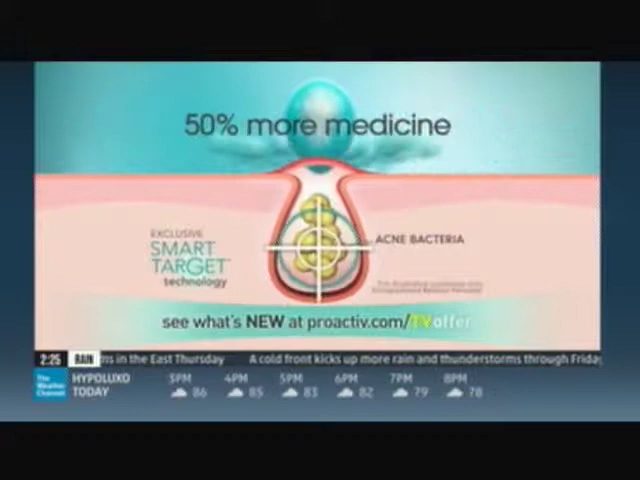 50% more medicine
EXCLUSIVE
SMART
TARGET
technology
ACNE BACTERIA
see what's NEW at proactiv.com/TVoffer
2:25 RAIN ms in the East Thursday A cold front kicks up more rain and thunderstorms through Friday
The Weather Channel
HYPOLUXO
TODAY
3PM 4PM 5PM 6PM 7PM 8PM
86 85 83 82 79 78